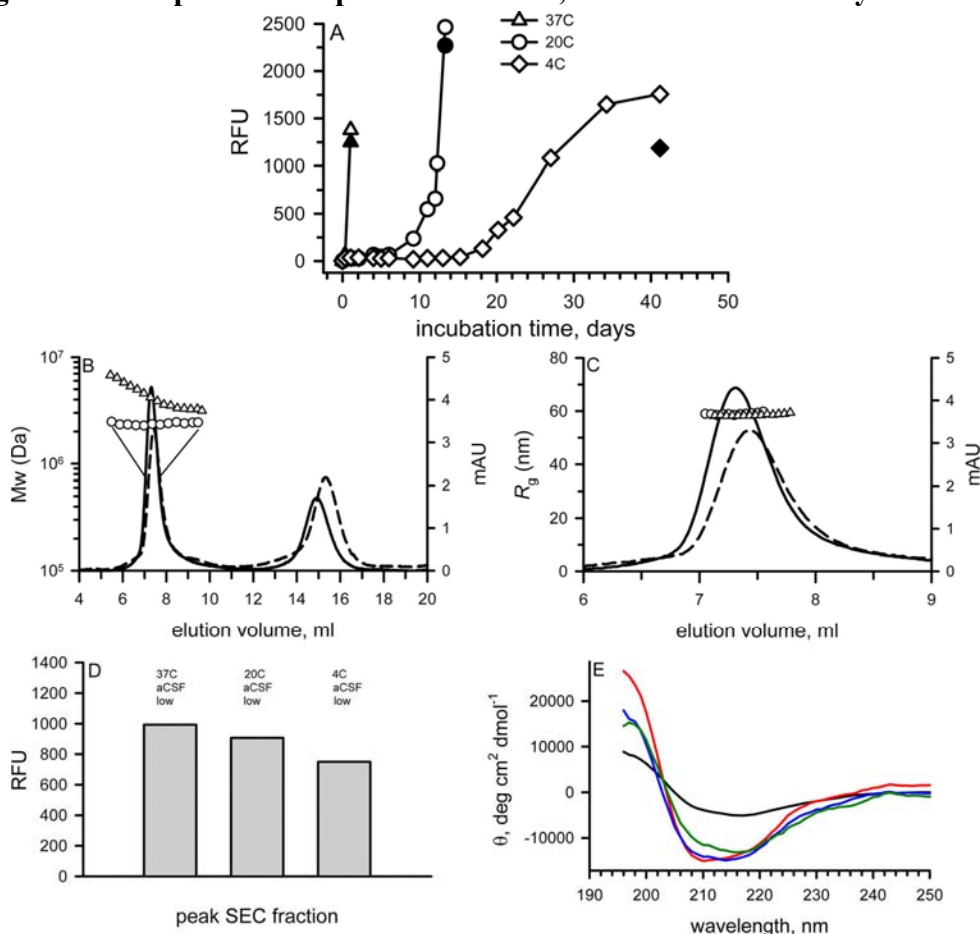 A
37C
20C
4C
2500
2000
1500
1000
500
0
RFU
0 10 20 30 40 50
incubation time, days
B
10⁷
10⁶
10⁵
Mw (Da)
5
4
3
2
1
0
mAU
4 6 8 10 12 14 16 18 20
elution volume, ml
C
80
60
40
20
0
Rg (nm)
5
4
3
2
1
0
mAU
6 7 8 9
elution volume, ml
D
1400
1200
1000
800
600
400
200
0
RFU
37C 20C 4C
aCSF aCSF aCSF
low low low
peak SEC fraction
E
20000
10000
0
-10000
θ, deg cm² dmol⁻¹
190 200 210 220 230 240 250
wavelength, nm